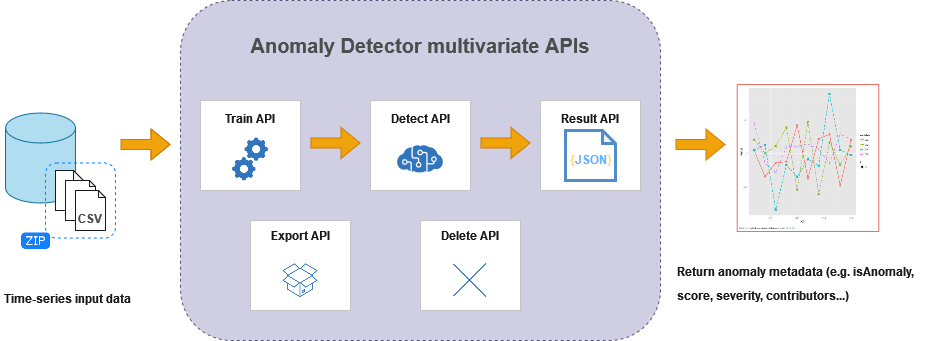 Anomaly Detector multivariate APIs
Train API
Detect API
Result API
{JSON}
CSV
ZIP
Export API
Delete API
Time-series input data
Return anomaly metadata (e.g. isAnomaly,
score, severity, contributors...)